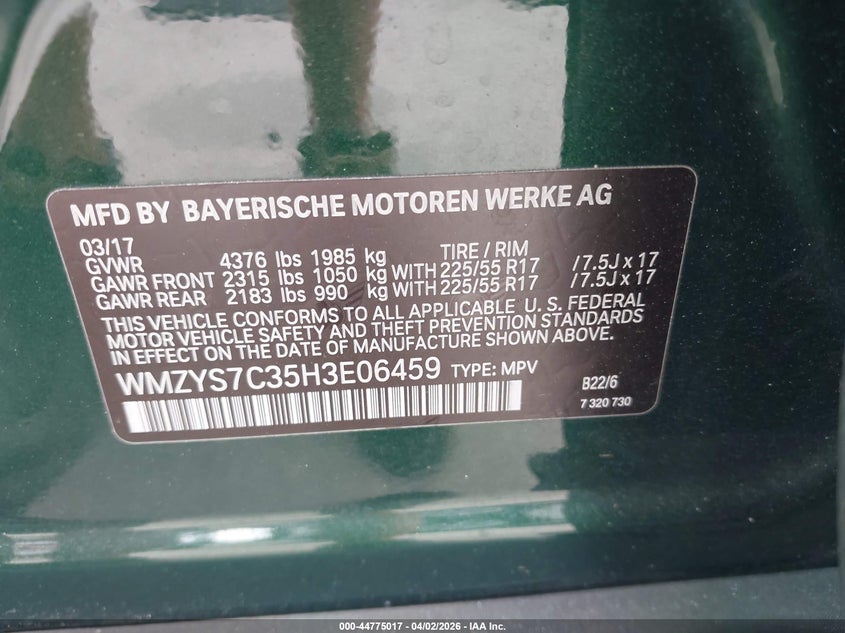 MFD BY BAYERISCHE MOTOREN WERKE AG
03/17 TIRE / RIM
GVWR 4376 lbs 1985 kg
GAWR FRONT 2315 lbs 1050 kg WITH 225/55 R17 / 7.5J x 17
GAWR REAR 2183 lbs 990 kg WITH 225/55 R17 / 7.5J x 17
THIS VEHICLE CONFORMS TO ALL APPLICABLE U. S. FEDERAL
MOTOR VEHICLE SAFETY AND THEFT PREVENTION STANDARDS
IN EFFECT ON THE DATE OF MANUFACTURE SHOWN ABOVE.
WMZYS7C35H3E06459 TYPE: MPV B22/6
7 320 730
000-44775017 - 04/02/2026 - IAA Inc.